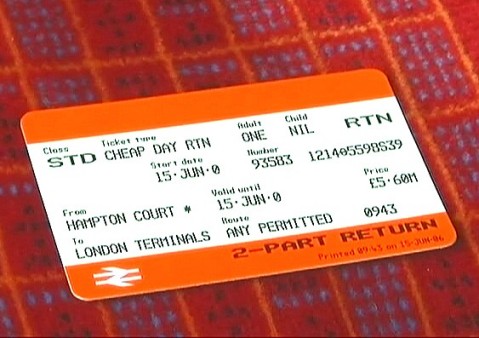 Class Ticket type Adult Child
STD CHEAP DAY RTN ONE NIL RTN
Start date Number
15·JUN·0 93583 121405598S39
Valid until Price
From 15·JUN·0 £5·60M
HAMPTON COURT *
To Route
LONDON TERMINALS ANY PERMITTED 0943
2-PART RETURN
Printed 09:43 on 15-JUN-06